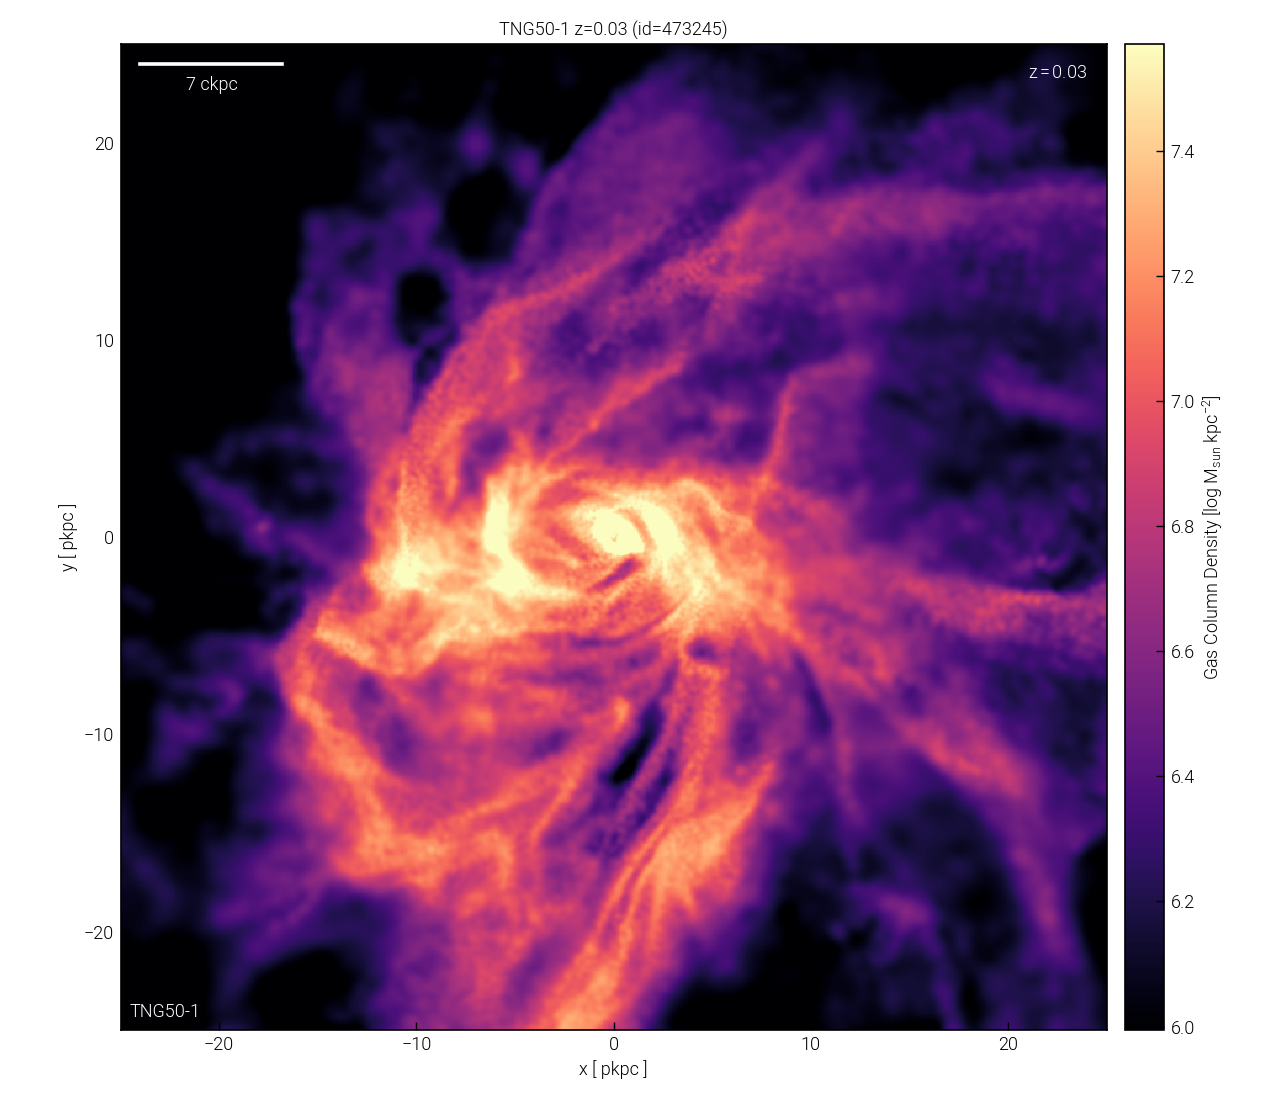 TNG50-1 z=0.03 (id=473245)
7 ckpc
z = 0.03
TNG50-1
y [ pkpc ]
20
10
0
−10
−20
−20
−10
0
10
20
x [ pkpc ]
7.4
7.2
7.0
6.8
6.6
6.4
6.2
6.0
Gas Column Density [log M_sun kpc^−2]